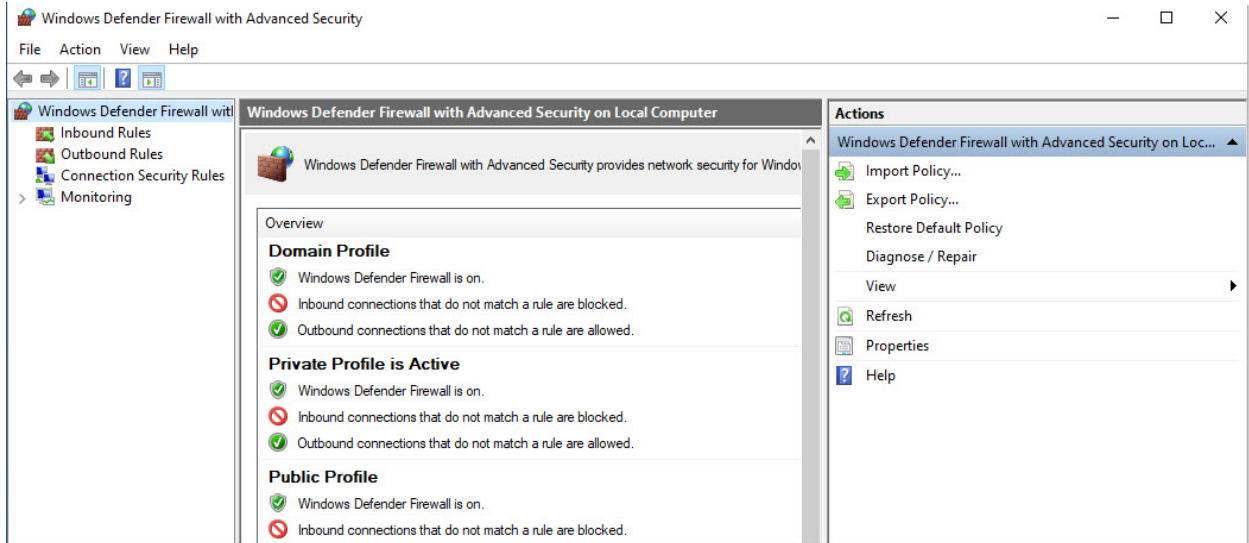 Windows Defender Firewall with Advanced Security
File Action View Help
Windows Defender Firewall with
Inbound Rules
Outbound Rules
Connection Security Rules
Monitoring
Windows Defender Firewall with Advanced Security on Local Computer
Windows Defender Firewall with Advanced Security provides network security for Window
Overview
Domain Profile
Windows Defender Firewall is on.
Inbound connections that do not match a rule are blocked.
Outbound connections that do not match a rule are allowed.
Private Profile is Active
Windows Defender Firewall is on.
Inbound connections that do not match a rule are blocked.
Outbound connections that do not match a rule are allowed.
Public Profile
Windows Defender Firewall is on.
Inbound connections that do not match a rule are blocked.
Actions
Windows Defender Firewall with Advanced Security on Loc...
Import Policy...
Export Policy...
Restore Default Policy
Diagnose / Repair
View
Refresh
Properties
Help